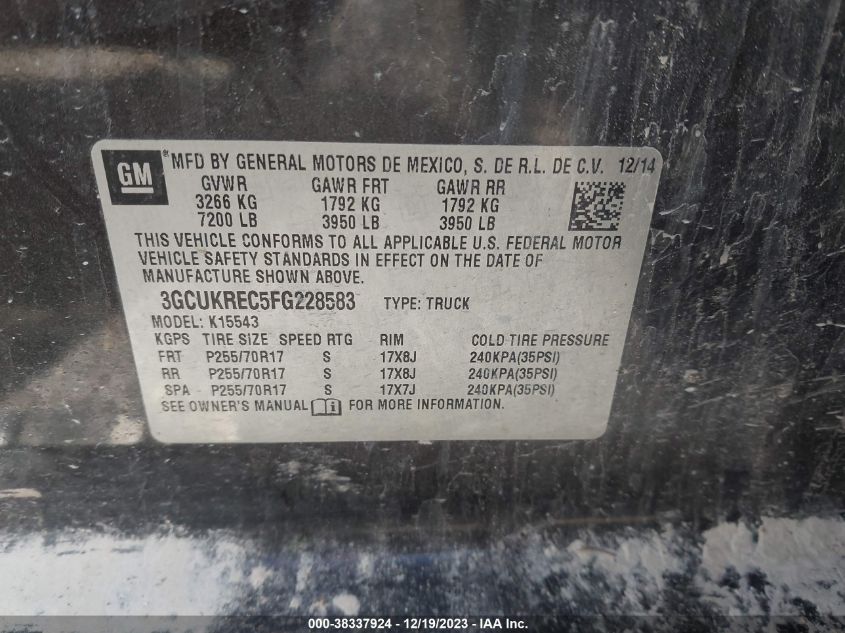 GM
*MFD BY GENERAL MOTORS DE MEXICO, S. DE R.L. DE C.V. 12/14
GVWR GAWR FRT GAWR RR
3266 KG 1792 KG 1792 KG
7200 LB 3950 LB 3950 LB
THIS VEHICLE CONFORMS TO ALL APPLICABLE U.S. FEDERAL MOTOR
VEHICLE SAFETY STANDARDS IN EFFECT ON THE DATE OF
MANUFACTURE SHOWN ABOVE.
3GCUKREC5FG228583 TYPE: TRUCK
MODEL: K15543
KGPS TIRE SIZE SPEED RTG RIM COLD TIRE PRESSURE
FRT P255/70R17 S 17X8J 240KPA(35PSI)
RR P255/70R17 S 17X8J 240KPA(35PSI)
SPA P255/70R17 S 17X7J 240KPA(35PSI)
SEE OWNER'S MANUAL i FOR MORE INFORMATION.
000-38337924 - 12/19/2023 - IAA Inc.